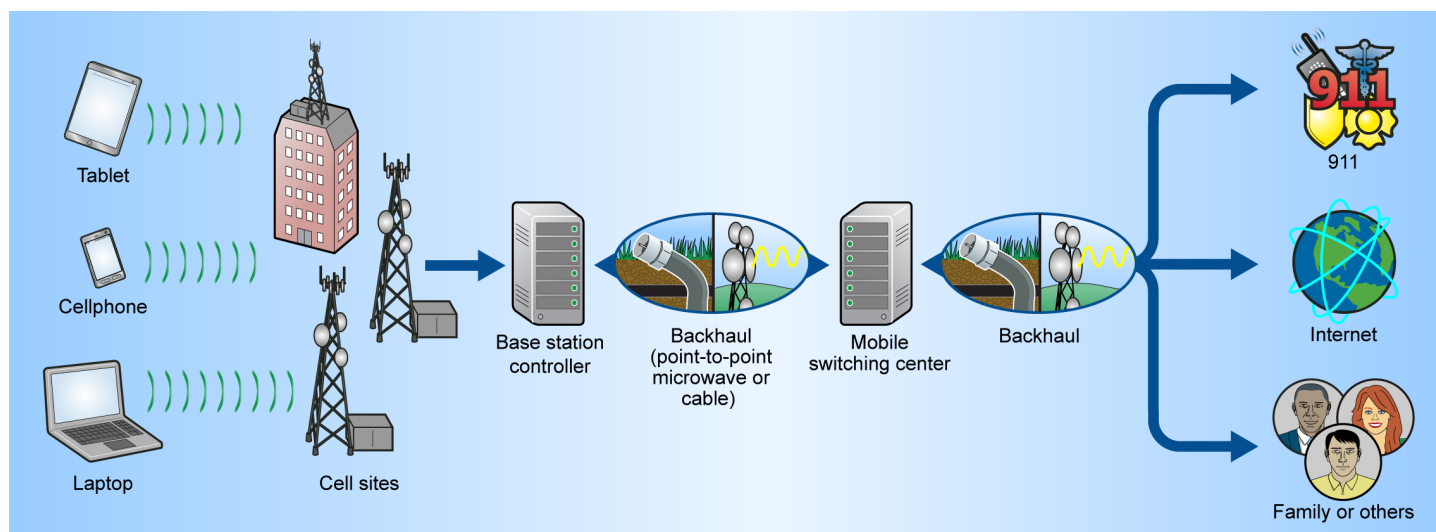 Tablet
Cellphone
Laptop
Cell sites
Base station
controller
Backhaul
(point-to-point
microwave or
cable)
Mobile
switching center
Backhaul
911
911
Internet
Family or others